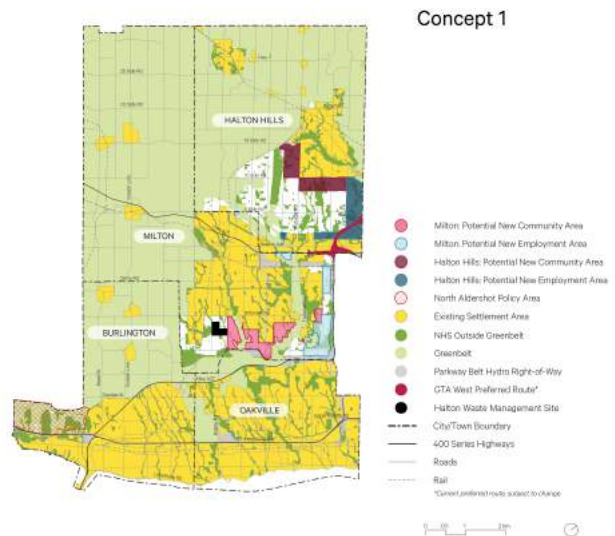 Concept 1
HALTON HILLS
MILTON
BURLINGTON
OAKVILLE
Milton: Potential New Community Area
Milton: Potential New Employment Area
Halton Hills: Potential New Community Area
Halton Hills: Potential New Employment Area
North Aldershot Policy Area
Existing Settlement Area
NHS Outside Greenbelt
Greenbelt
Parkway Belt Hydro Right-of-Way
GTA West Preferred Route*
Halton Waste Management Site
City/Town Boundary
400 Series Highways
Roads
Rail
*Current preferred route, subject to change